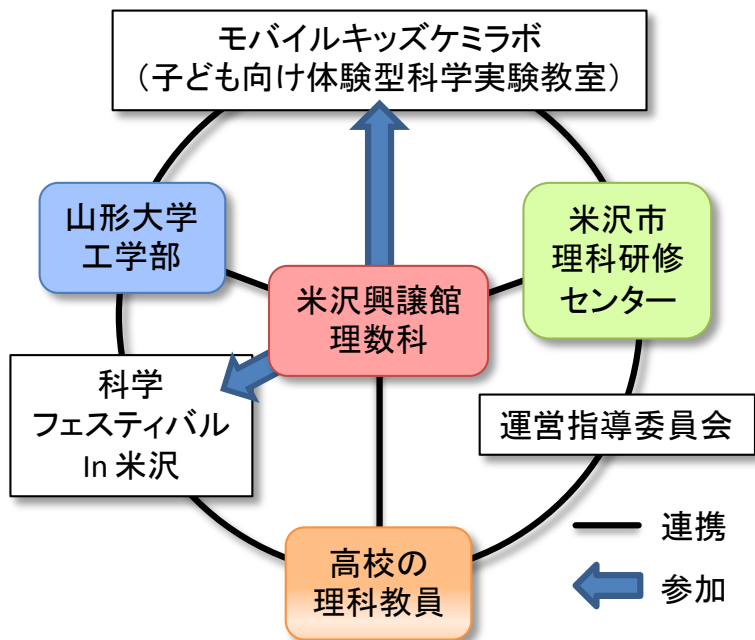 モバイルキッズケミラボ
（子ども向け体験型科学実験教室）
山形大学
工学部
米沢市
理科研修
センター
米沢興譲館
理数科
科学
フェスティバル
In 米沢
運営指導委員会
高校の
理科教員
連携
参加